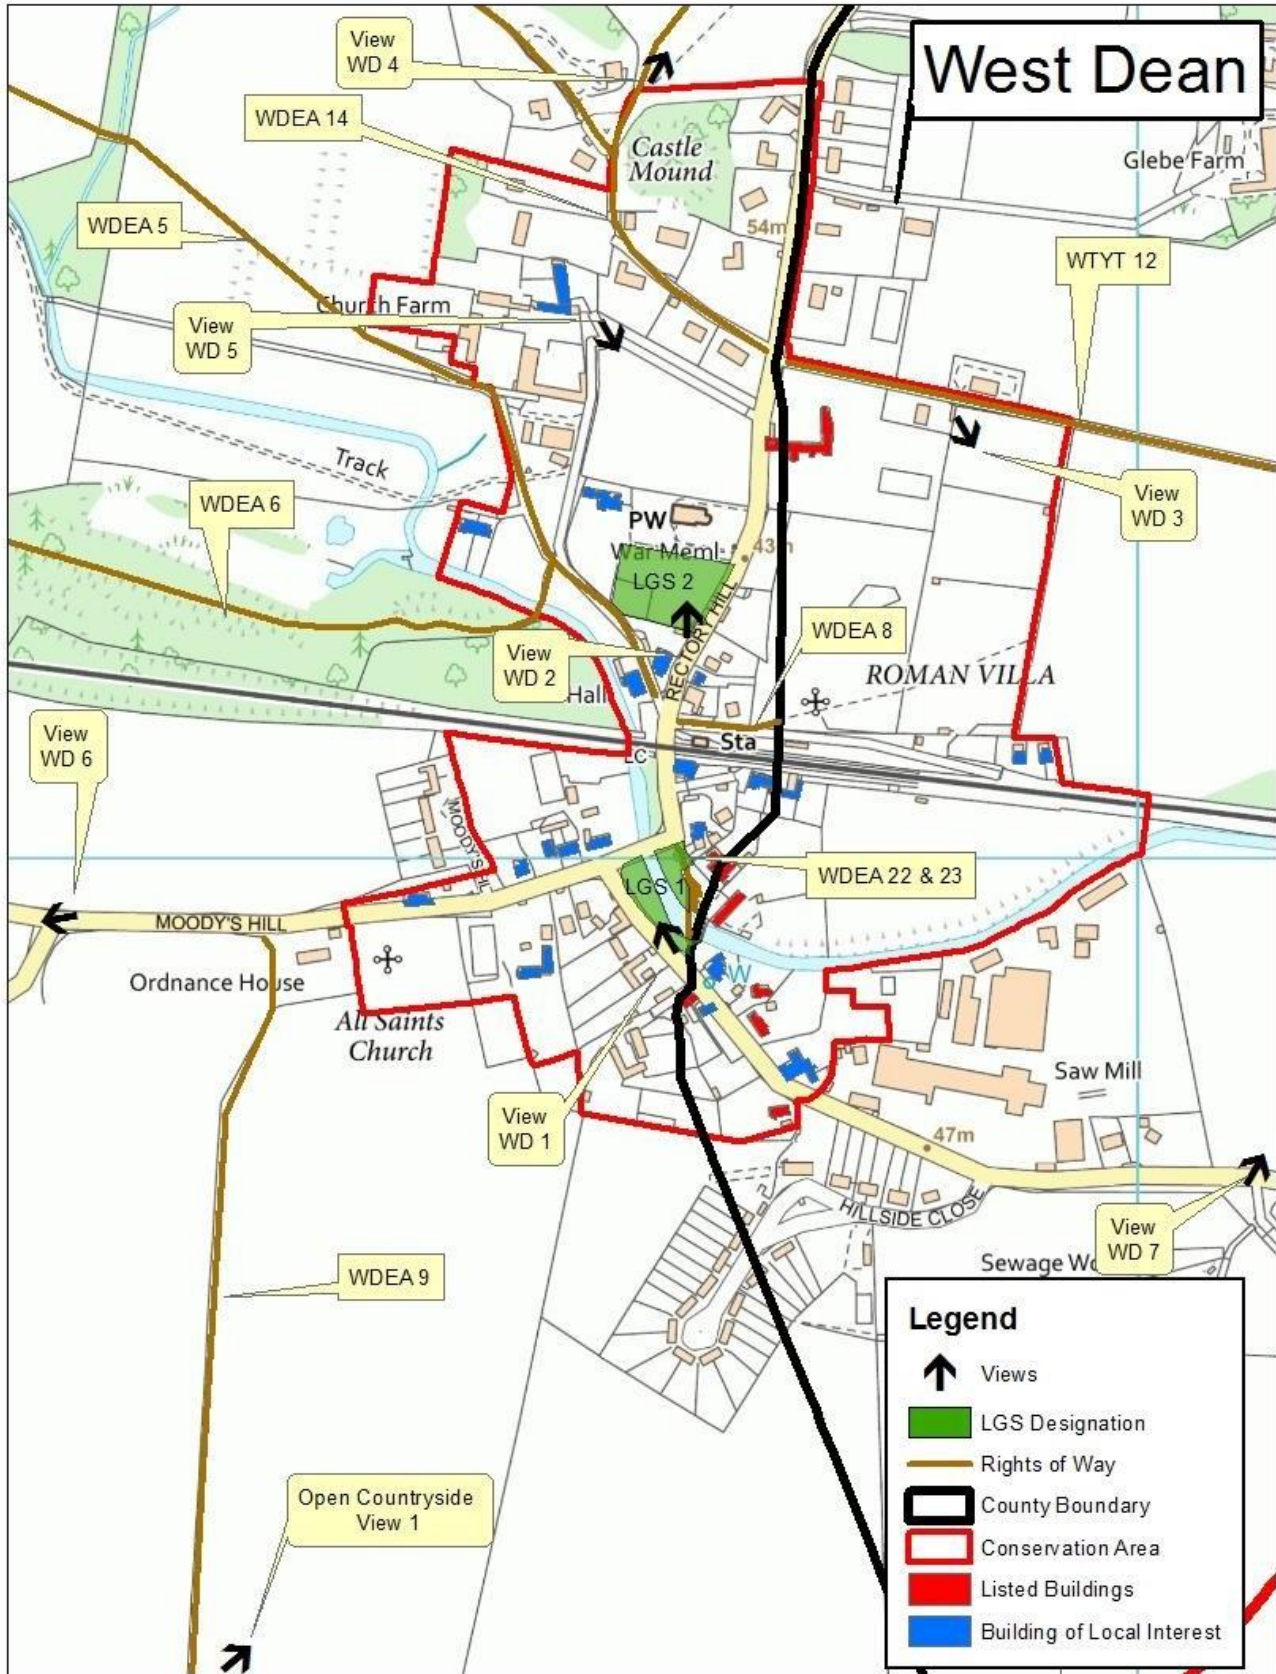 West Dean
View
WD 4
WDEA 14
Castle
Mound
Glebe Farm
54m
WDEA 5
WTYT 12
Church Farm
View
WD 5
Track
View
WD 3
WDEA 6
PW
War Meml
43m
LGS 2
RECTORY HILL
WDEA 8
View
WD 2
ROMAN VILLA
Hall
Sta
LC
View
WD 6
MOODY'S HL
WDEA 22 & 23
LGS 1
MOODY'S HILL
Ordnance House
W
All Saints
Church
Saw Mill
View
WD 1
47m
HILLSIDE CLOSE
View
WD 7
Sewage Wo
WDEA 9
Open Countryside
View 1
Legend
Views
LGS Designation
Rights of Way
County Boundary
Conservation Area
Listed Buildings
Building of Local Interest